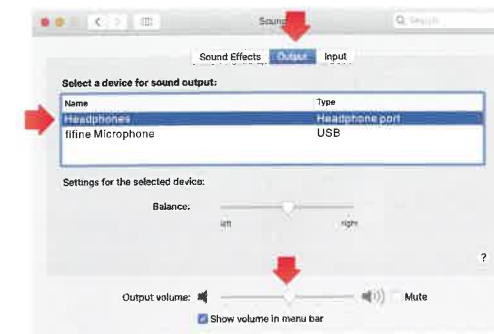 Sound
Search
Sound Effects Output Input
Select a device for sound output:
Name Type
Headphones Headphone port
fifine Microphone USB
Settings for the selected device:
Balance:
left right
?
Output volume: Mute
Show volume in menu bar